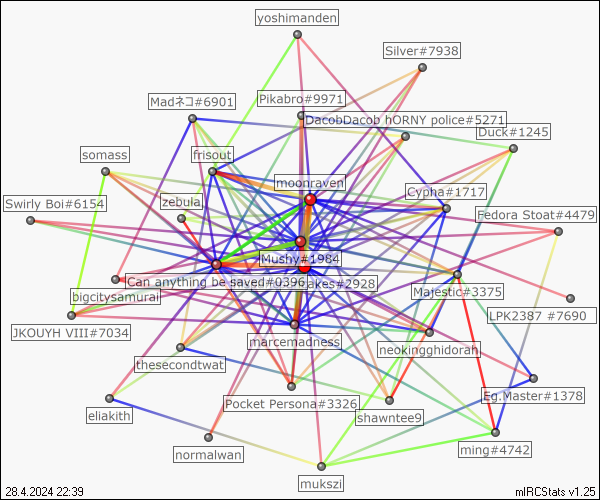 yoshimanden
Silver#7938
Madネコ#6901
Pikabro#9971
DacobDacob hORNY police#5271
Duck#1245
somass
frisout
moonraven
Cypha#1717
Swirly Boi#6154
zebula
Fedora Stoat#4479
Mushy#1984
Can anything be saved#0396
akes#2928
Majestic#3375
bigcitysamurai
LPK2387 #7690
JKOUYH VIII#7034
marcemadness
neokingghidorah
thesecondtwat
Eg.Master#1378
Pocket Persona#3326
eliakith
shawntee9
normalwan
ming#4742
mukszi
28.4.2024 22:39
mIRCStats v1.25